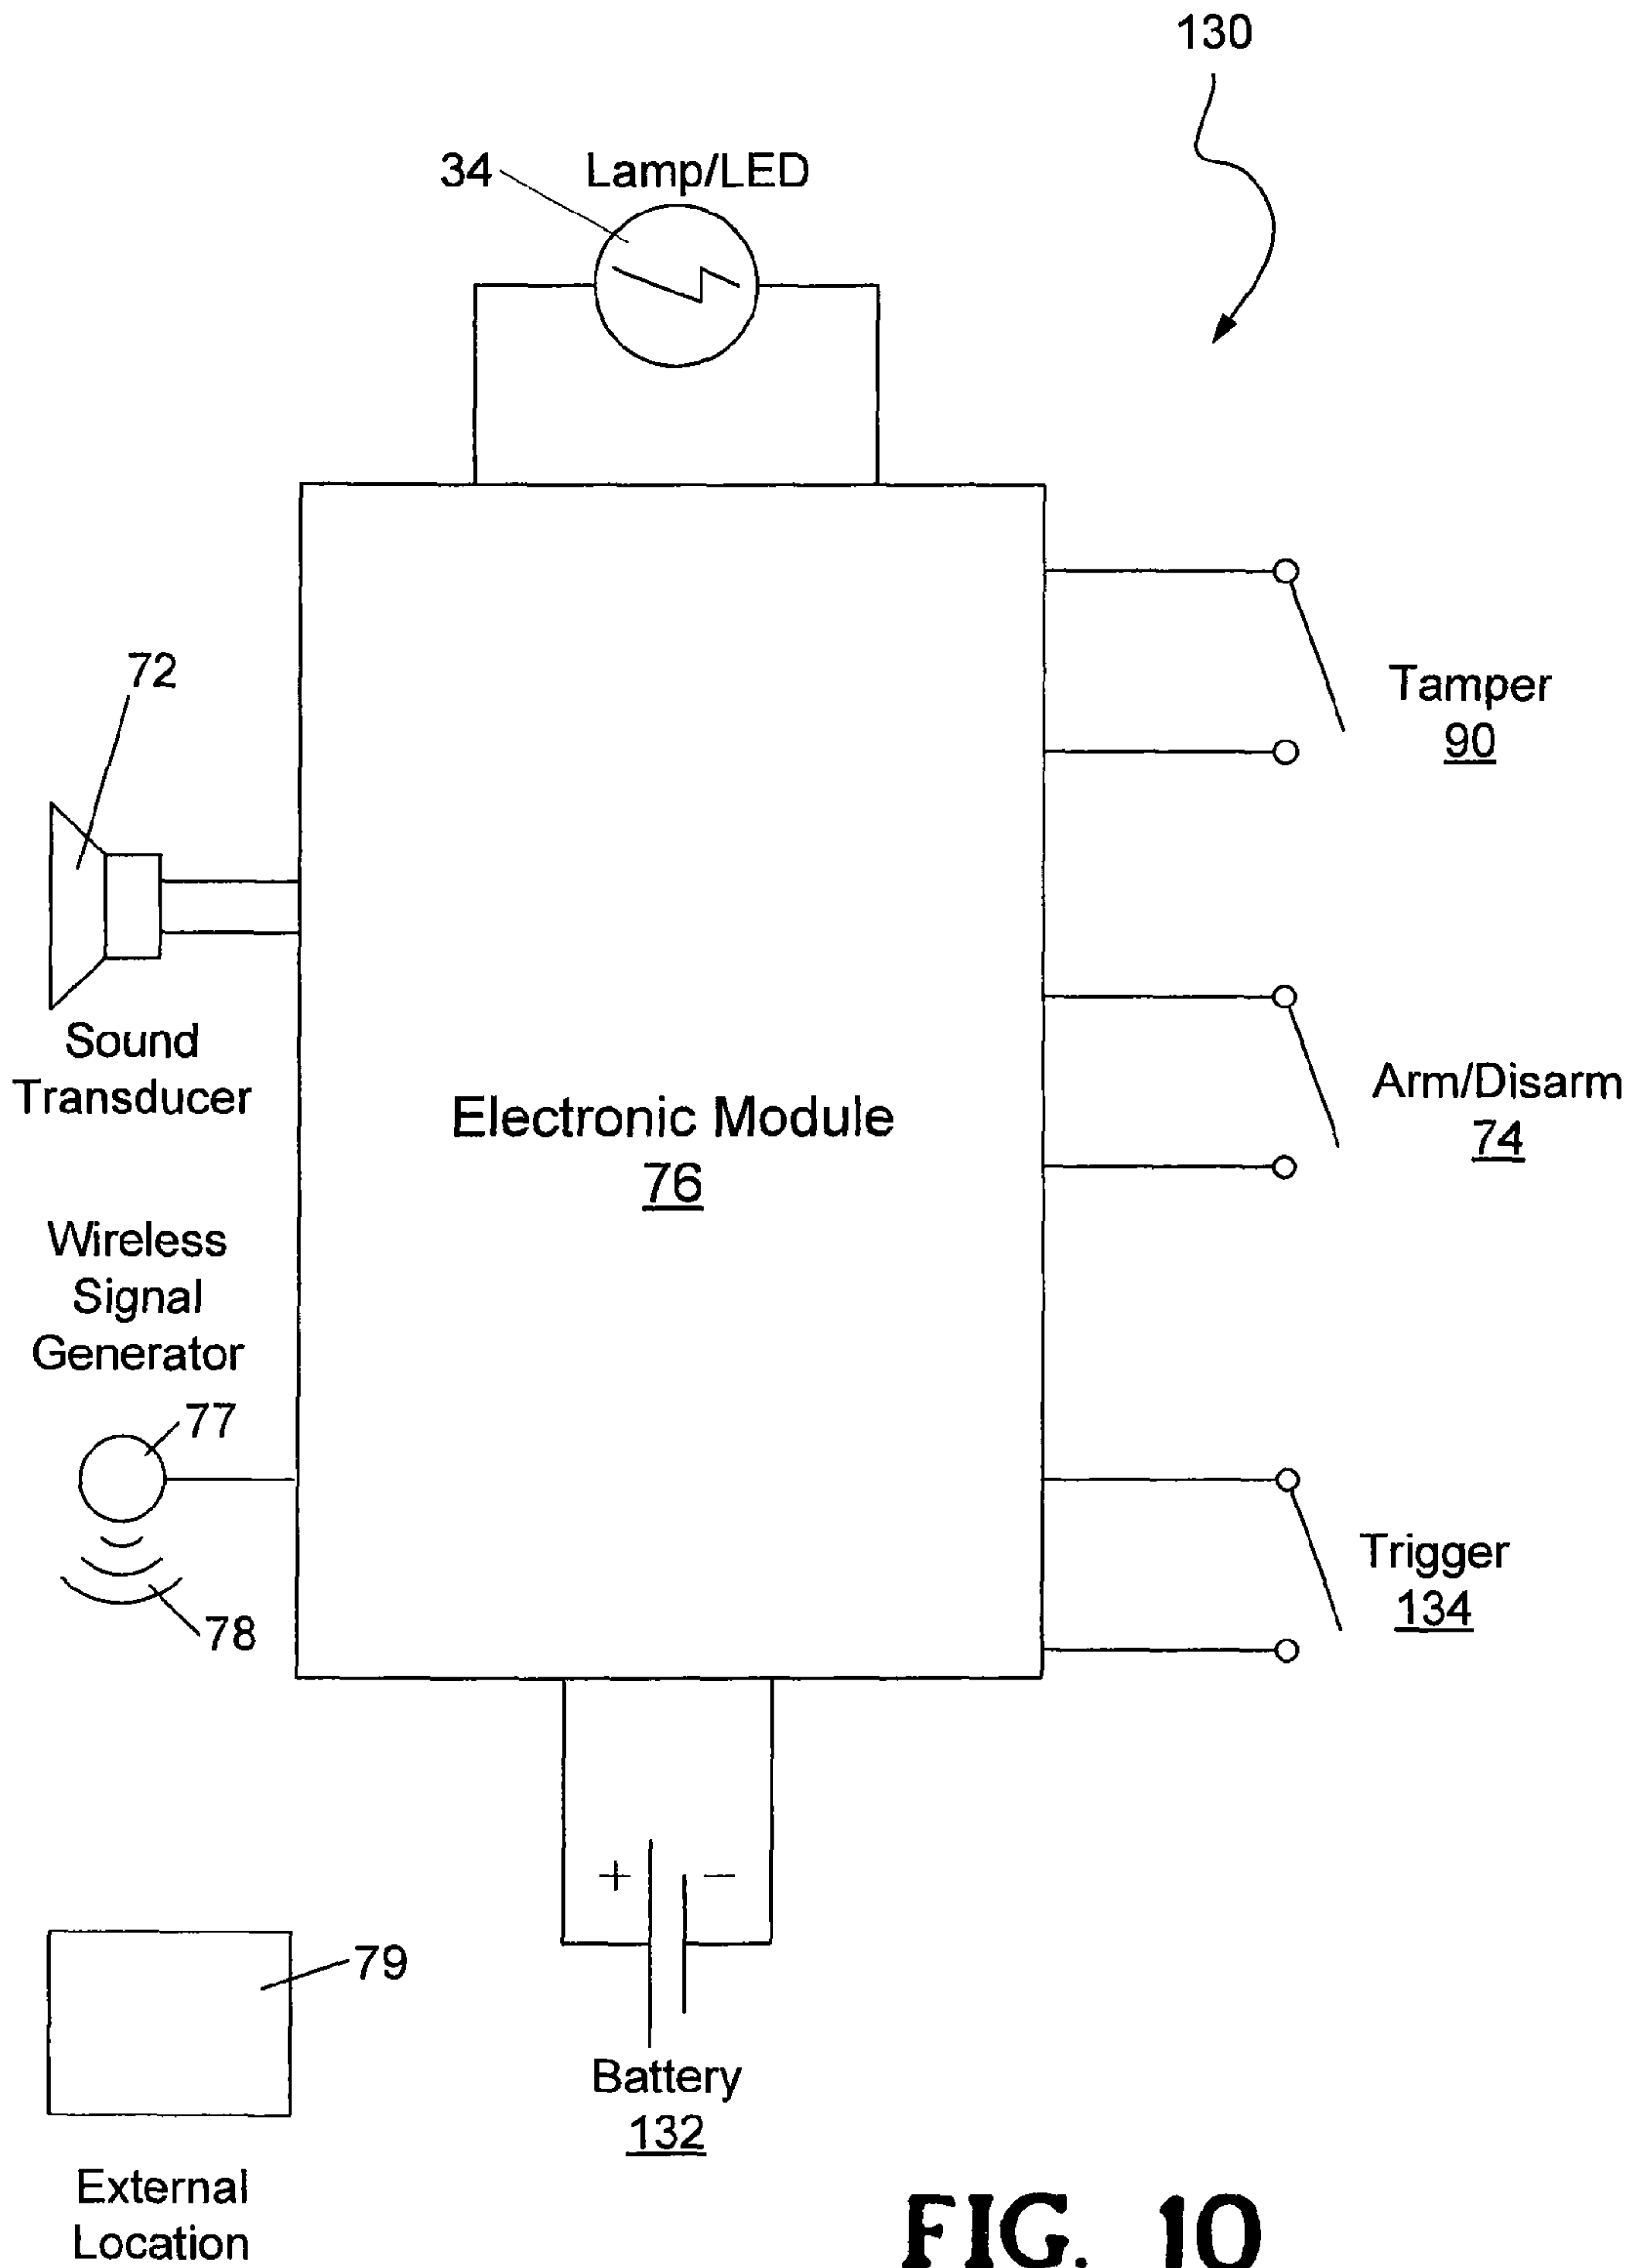 130
34
Lamp/LED
72
Tamper
90
Sound
Transducer
Arm/Disarm
74
Electronic Module
76
Wireless
Signal
Generator
77
78
Trigger
134
+ −
79
Battery
132
External
Location
FIG. 10